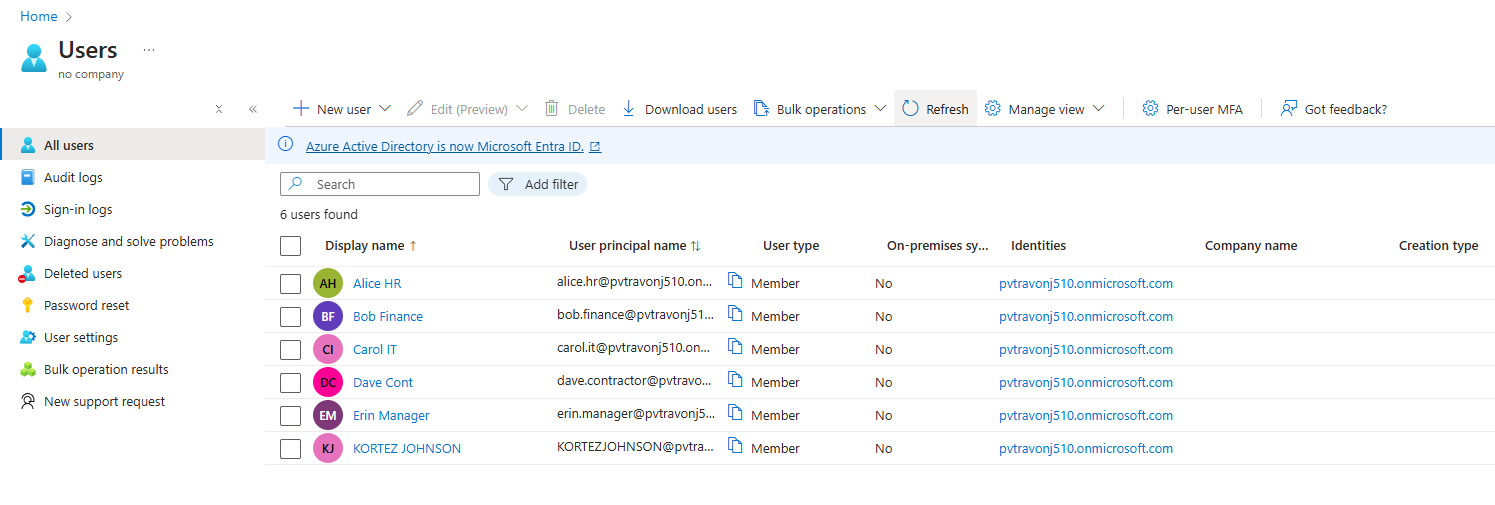 Home
Users ...
no company
New user Edit (Preview) Delete Download users Bulk operations Refresh Manage view Per-user MFA Got feedback?
All users
Audit logs
Sign-in logs
Diagnose and solve problems
Deleted users
Password reset
User settings
Bulk operation results
New support request
Azure Active Directory is now Microsoft Entra ID.
Search Add filter
6 users found
Display name ↑ User principal name ↑↓ User type On-premises sy... Identities Company name Creation type
AH Alice HR alice.hr@pvtravonj510.on... Member No pvtravonj510.onmicrosoft.com
BF Bob Finance bob.finance@pvtravonj51... Member No pvtravonj510.onmicrosoft.com
CI Carol IT carol.it@pvtravonj510.on... Member No pvtravonj510.onmicrosoft.com
DC Dave Cont dave.contractor@pvtravo... Member No pvtravonj510.onmicrosoft.com
EM Erin Manager erin.manager@pvtravonj5... Member No pvtravonj510.onmicrosoft.com
KJ KORTEZ JOHNSON KORTEZJOHNSON@pvtra... Member No pvtravonj510.onmicrosoft.com